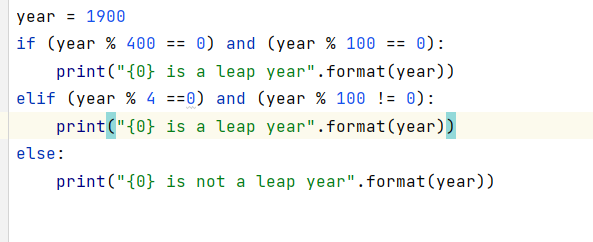 year = 1900
if (year % 400 == 0) and (year % 100 == 0):
    print("{0} is a leap year".format(year))
elif (year % 4 ==0) and (year % 100 != 0):
    print("{0} is a leap year".format(year))
else:
    print("{0} is not a leap year".format(year))